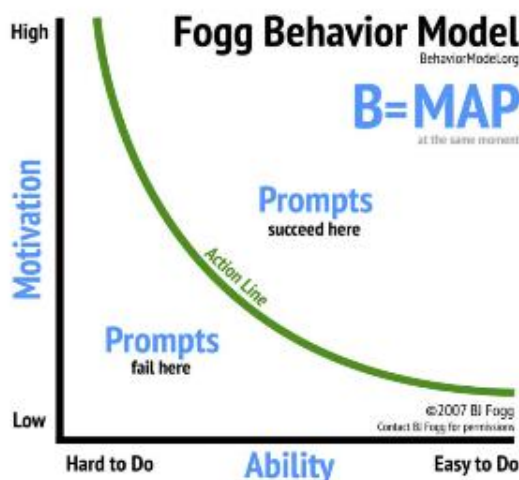 High
Fogg Behavior Model
BehaviorModel.org
B=MAP
at the same moment
Motivation
Prompts
succeed here
Action Line
Prompts
fail here
Low
©2007 BJ Fogg
Contact BJ Fogg for permissions
Hard to Do
Ability
Easy to Do